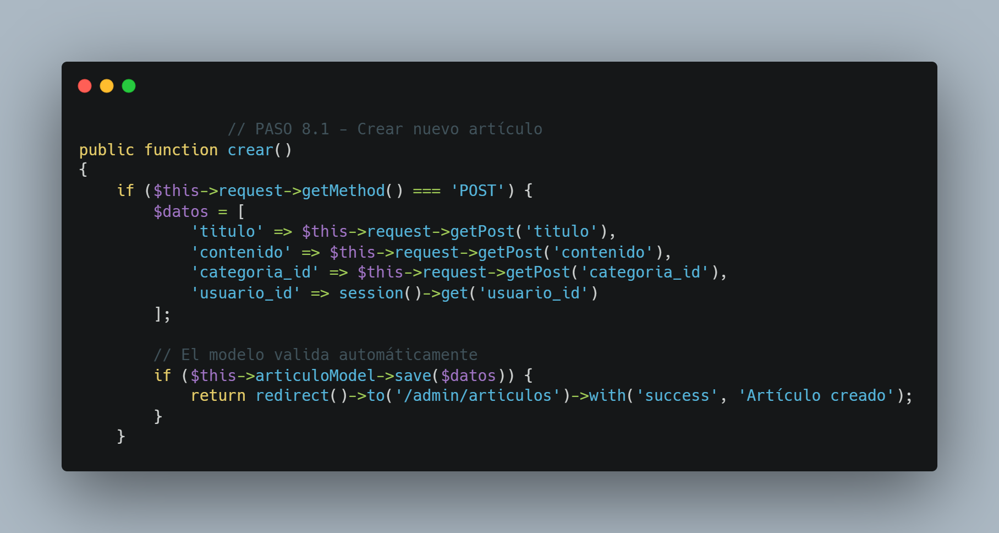 // PASO 8.1 - Crear nuevo artículo
public function crear()
{
    if ($this->request->getMethod() === 'POST') {
        $datos = [
            'titulo' => $this->request->getPost('titulo'),
            'contenido' => $this->request->getPost('contenido'),
            'categoria_id' => $this->request->getPost('categoria_id'),
            'usuario_id' => session()->get('usuario_id')
        ];
        // El modelo valida automáticamente
        if ($this->articuloModel->save($datos)) {
            return redirect()->to('/admin/articulos')->with('success', 'Artículo creado');
        }
    }